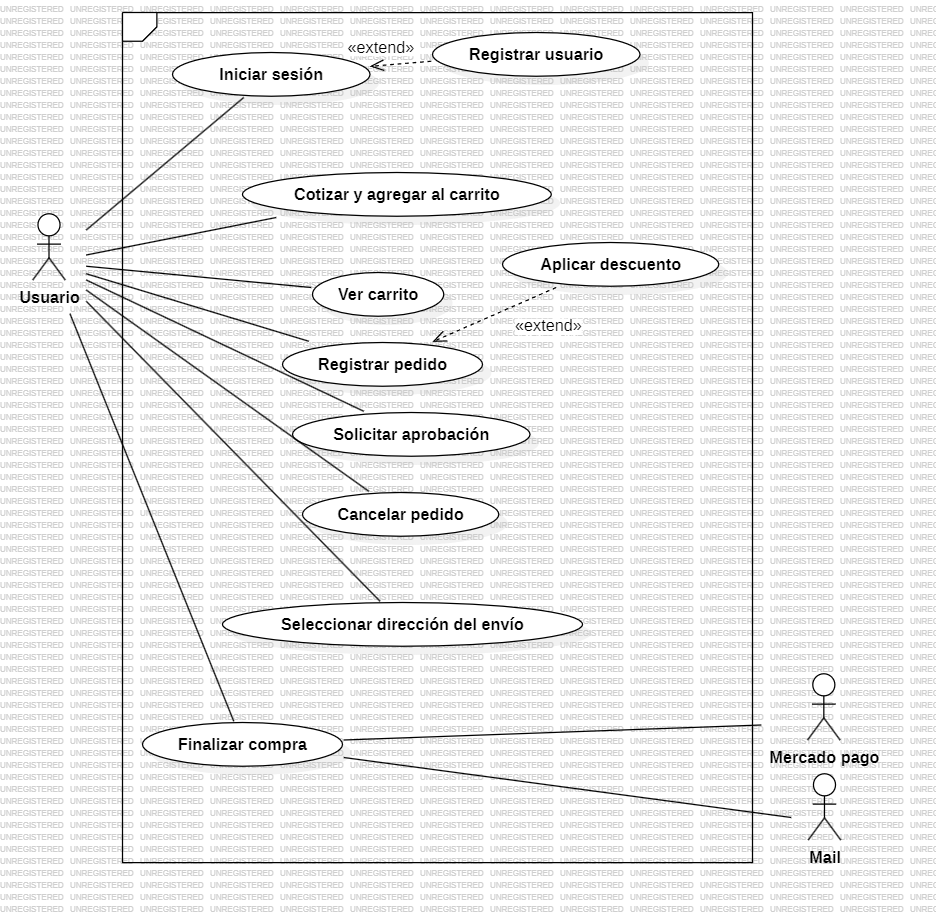 «extend»
Registrar usuario
Iniciar sesión
Cotizar y agregar al carrito
Aplicar descuento
Usuario
Ver carrito
«extend»
Registrar pedido
Solicitar aprobación
Cancelar pedido
Seleccionar dirección del envío
Finalizar compra
Mercado pago
Mail
UNREGISTERED